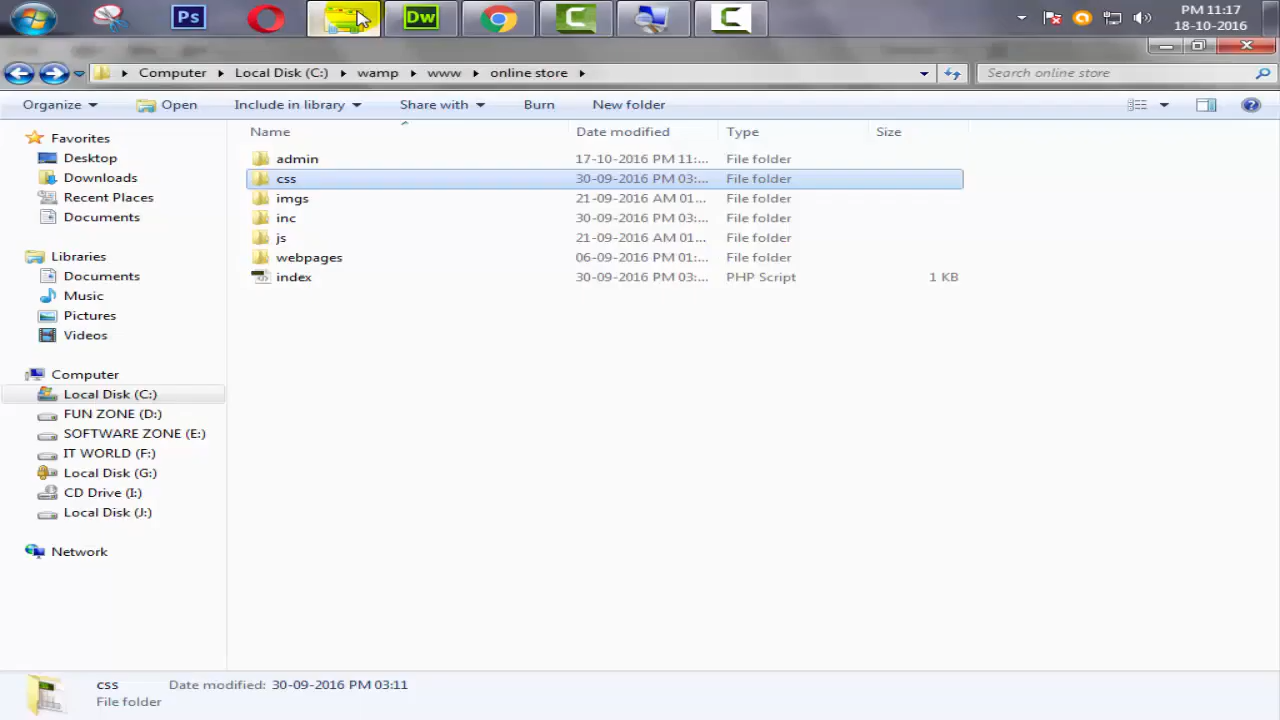 Ps
Dw
PM 11:17
18-10-2016
Computer
Local Disk (C:)
wamp
www
online store
Search online store
Organize
Open
Include in library
Share with
Burn
New folder
Name
Date modified
Type
Size
Favorites
Desktop
Downloads
Recent Places
Documents
Libraries
Documents
Music
Pictures
Videos
Computer
Local Disk (C:)
FUN ZONE (D:)
SOFTWARE ZONE (E:)
IT WORLD (F:)
Local Disk (G:)
CD Drive (I:)
Local Disk (J:)
Network
admin 17-10-2016 PM 11:... File folder
css 30-09-2016 PM 03:... File folder
imgs 21-09-2016 AM 01... File folder
inc 30-09-2016 PM 03:... File folder
js 21-09-2016 AM 01... File folder
webpages 06-09-2016 PM 01... File folder
index 30-09-2016 PM 03:... PHP Script 1 KB
css Date modified: 30-09-2016 PM 03:11
File folder